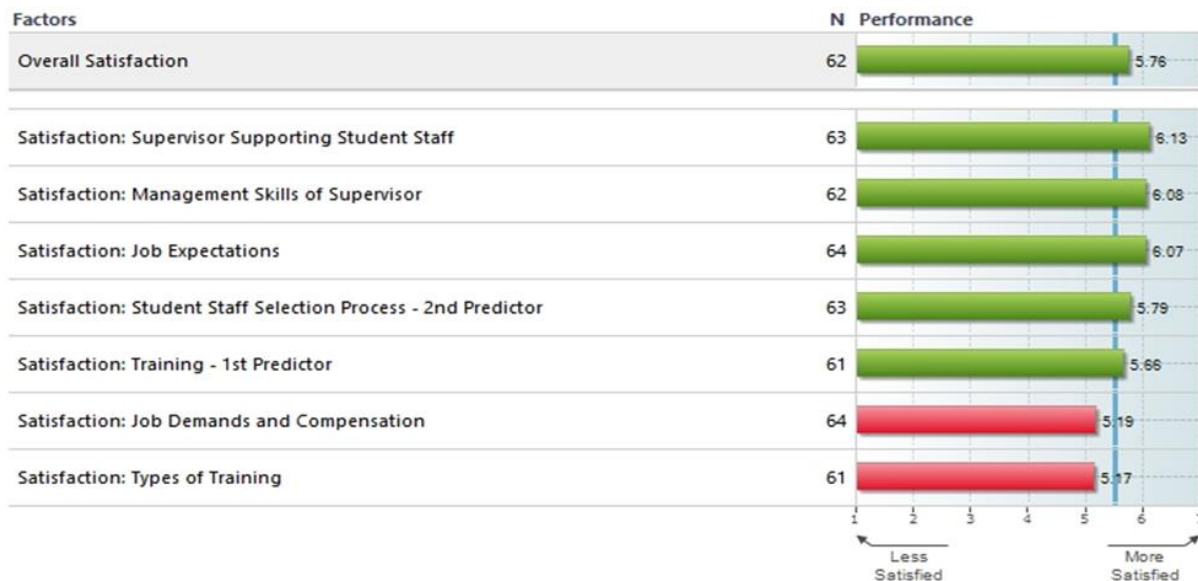 Factors N Performance
Overall Satisfaction 62 5.76
Satisfaction: Supervisor Supporting Student Staff 63 6.13
Satisfaction: Management Skills of Supervisor 62 6.08
Satisfaction: Job Expectations 64 6.07
Satisfaction: Student Staff Selection Process - 2nd Predictor 63 5.79
Satisfaction: Training - 1st Predictor 61 5.66
Satisfaction: Job Demands and Compensation 64 5.19
Satisfaction: Types of Training 61 5.17
1 2 3 4 5 6
Less More
Satisfied Satisfied